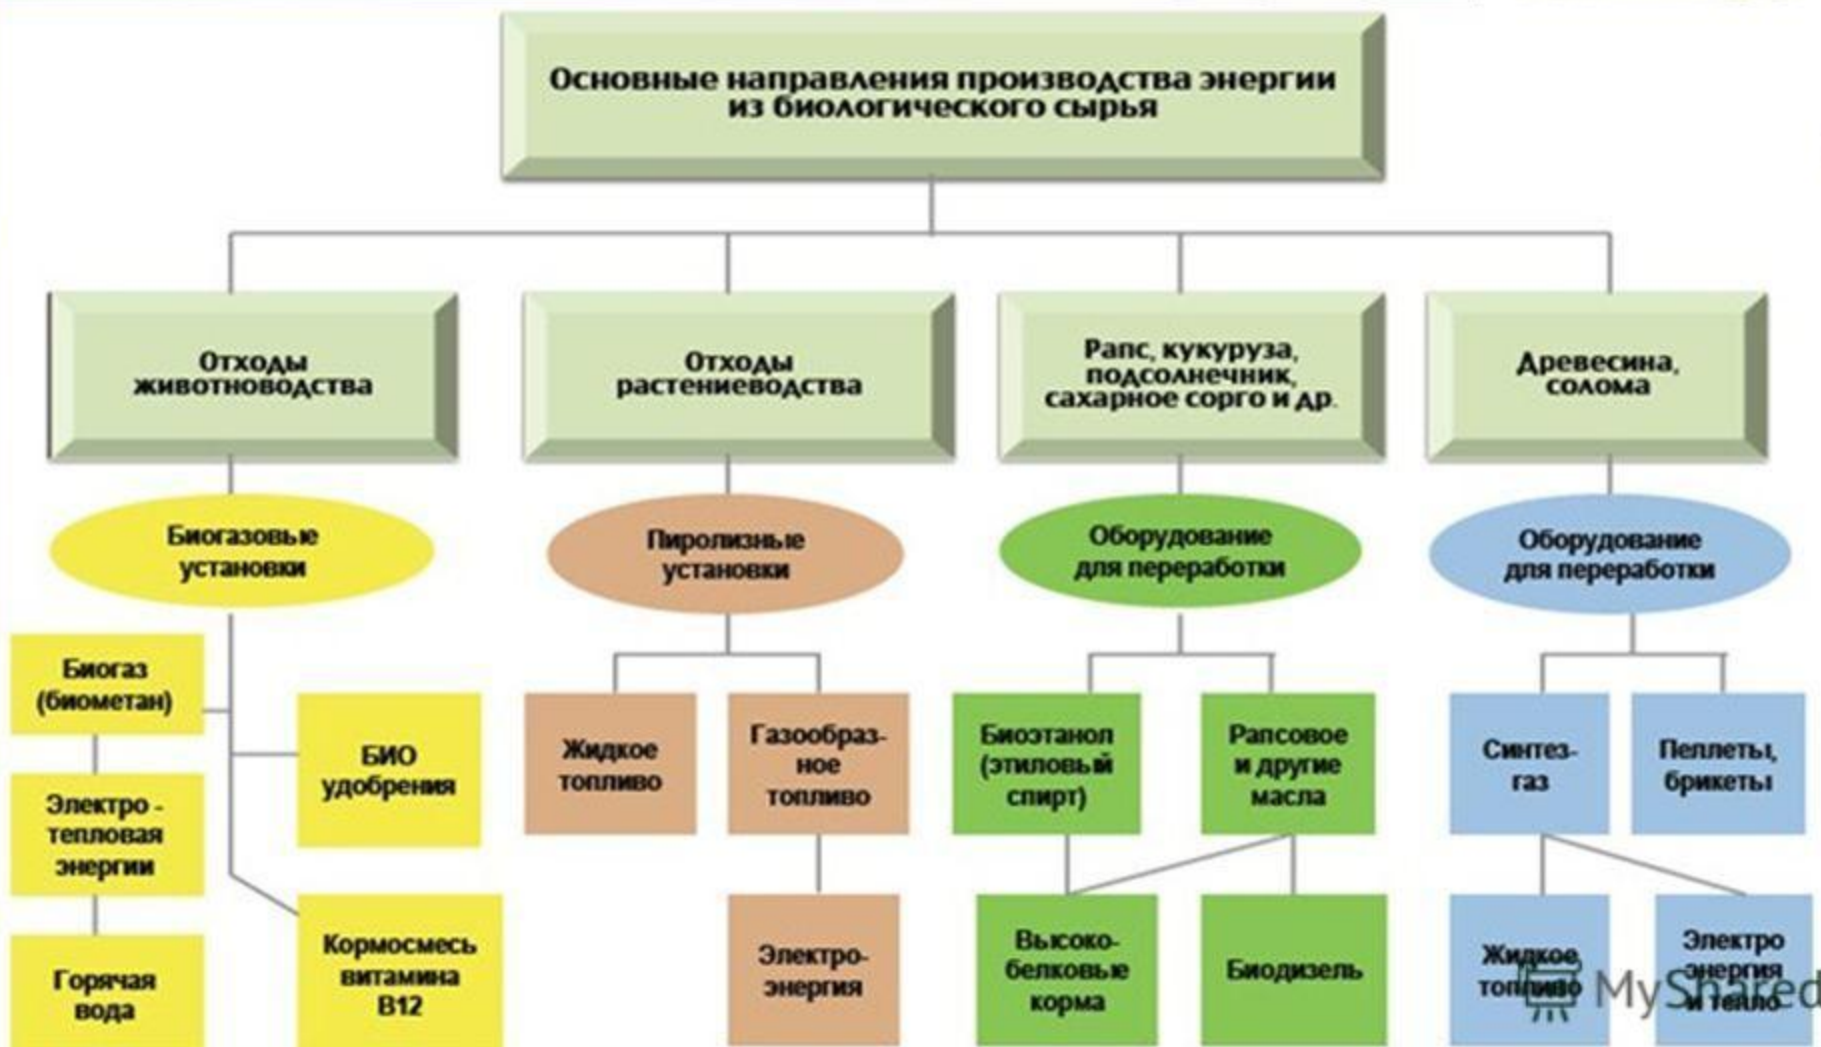 Основные направления производства энергии
из биологического сырья
Отходы
животноводства
Отходы
растениеводства
Рапс, кукуруза,
подсолнечник,
сахарное сорго и др.
Древесина,
солома
Биогазовые
установки
Пиролизные
установки
Оборудование
для переработки
Оборудование
для переработки
Биогаз
(биометан)
БИО
удобрения
Электро -
тепловая
энергии
Горячая
вода
Кормосмесь
витамина
В12
Жидкое
топливо
Газообраз-
ное
топливо
Электро-
энергия
Биоэтанол
(этиловый
спирт)
Рапсовое
и другие
масла
Высоко-
белковые
корма
Биодизель
Синтез-
газ
Пеллеты,
брикеты
Жидкое
топливо
Электро
энергия
и тепло
MyShared